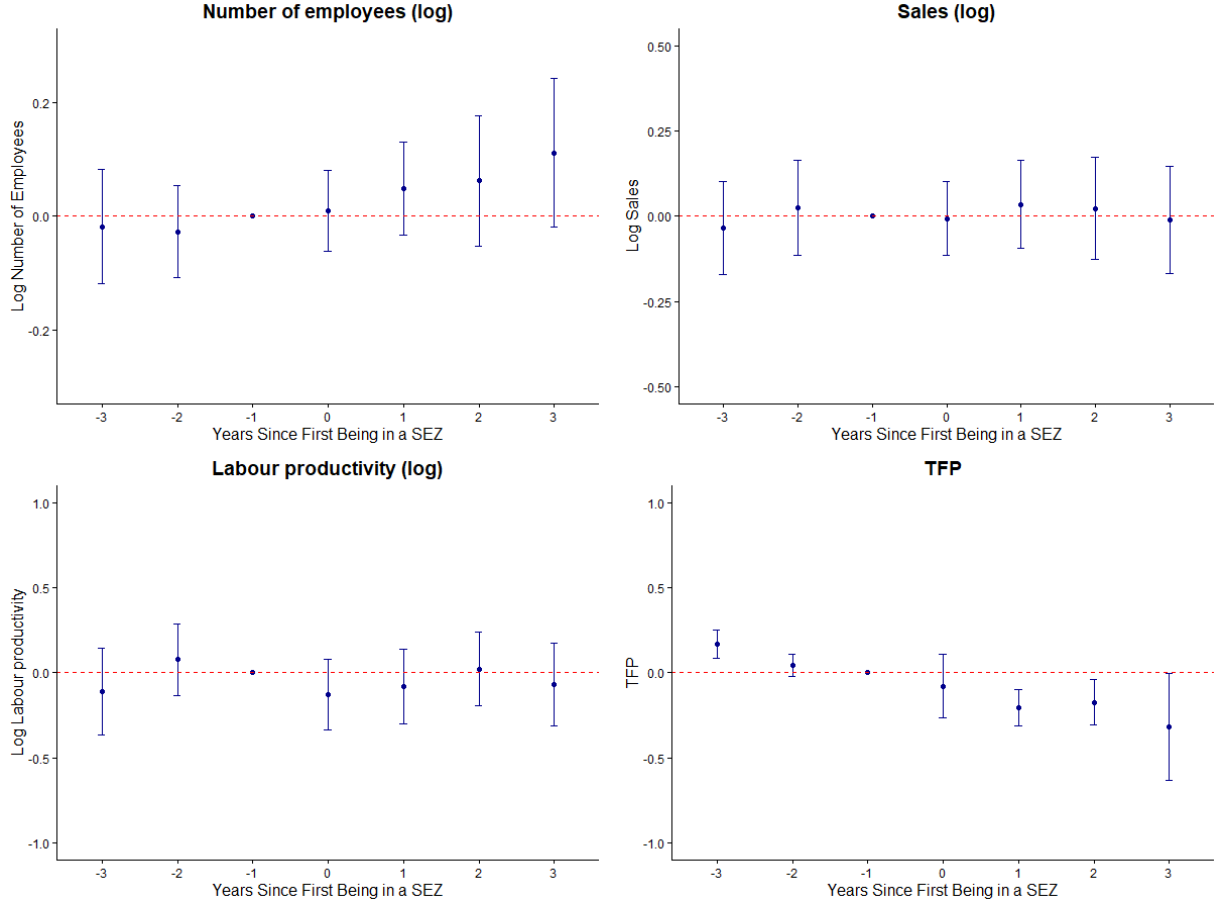 Number of employees (log)
Log Number of Employees
0.2
0.0
-0.2
-3 -2 -1 0 1 2 3
Years Since First Being in a SEZ
Sales (log)
Log Sales
0.50
0.25
0.00
-0.25
-0.50
-3 -2 -1 0 1 2 3
Years Since First Being in a SEZ
Labour productivity (log)
Log Labour productivity
1.0
0.5
0.0
-0.5
-1.0
-3 -2 -1 0 1 2 3
Years Since First Being in a SEZ
TFP
TFP
1.0
0.5
0.0
-0.5
-1.0
-3 -2 -1 0 1 2 3
Years Since First Being in a SEZ